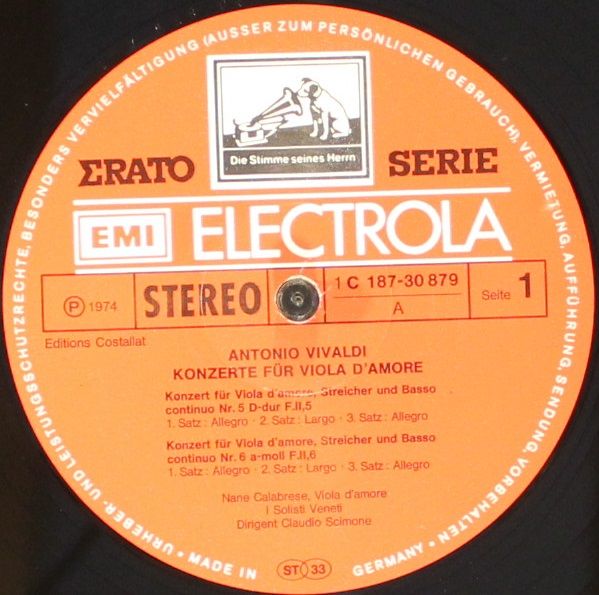 URHEBER- UND LEISTUNGSSCHUTZRECHTE, BESONDERS VERVIELFÄLTIGUNG (AUSSER ZUM PERSÖNLICHEN GEBRAUCH), VERMIETUNG, AUFFÜHRUNG, SENDUNG, VORBEHALTEN • MADE IN GERMANY •
Die Stimme seines Herrn
ΣRATO SERIE
EMI ELECTROLA
Ⓟ 1974 STEREO 1 C 187-30 879 Seite 1
A
Editions Costallat
ANTONIO VIVALDI
KONZERTE FÜR VIOLA D'AMORE
Konzert für Viola d'amore, Streicher und Basso
continuo Nr. 5 D-dur F.II,5
1. Satz: Allegro · 2. Satz: Largo · 3. Satz: Allegro
Konzert für Viola d'amore, Streicher und Basso
continuo Nr. 6 a-moll F.II,6
1. Satz: Allegro · 2. Satz: Largo · 3. Satz: Allegro
Nane Calabrese, Viola d'amore
I Solisti Veneti
Dirigent Claudio Scimone
ST 33